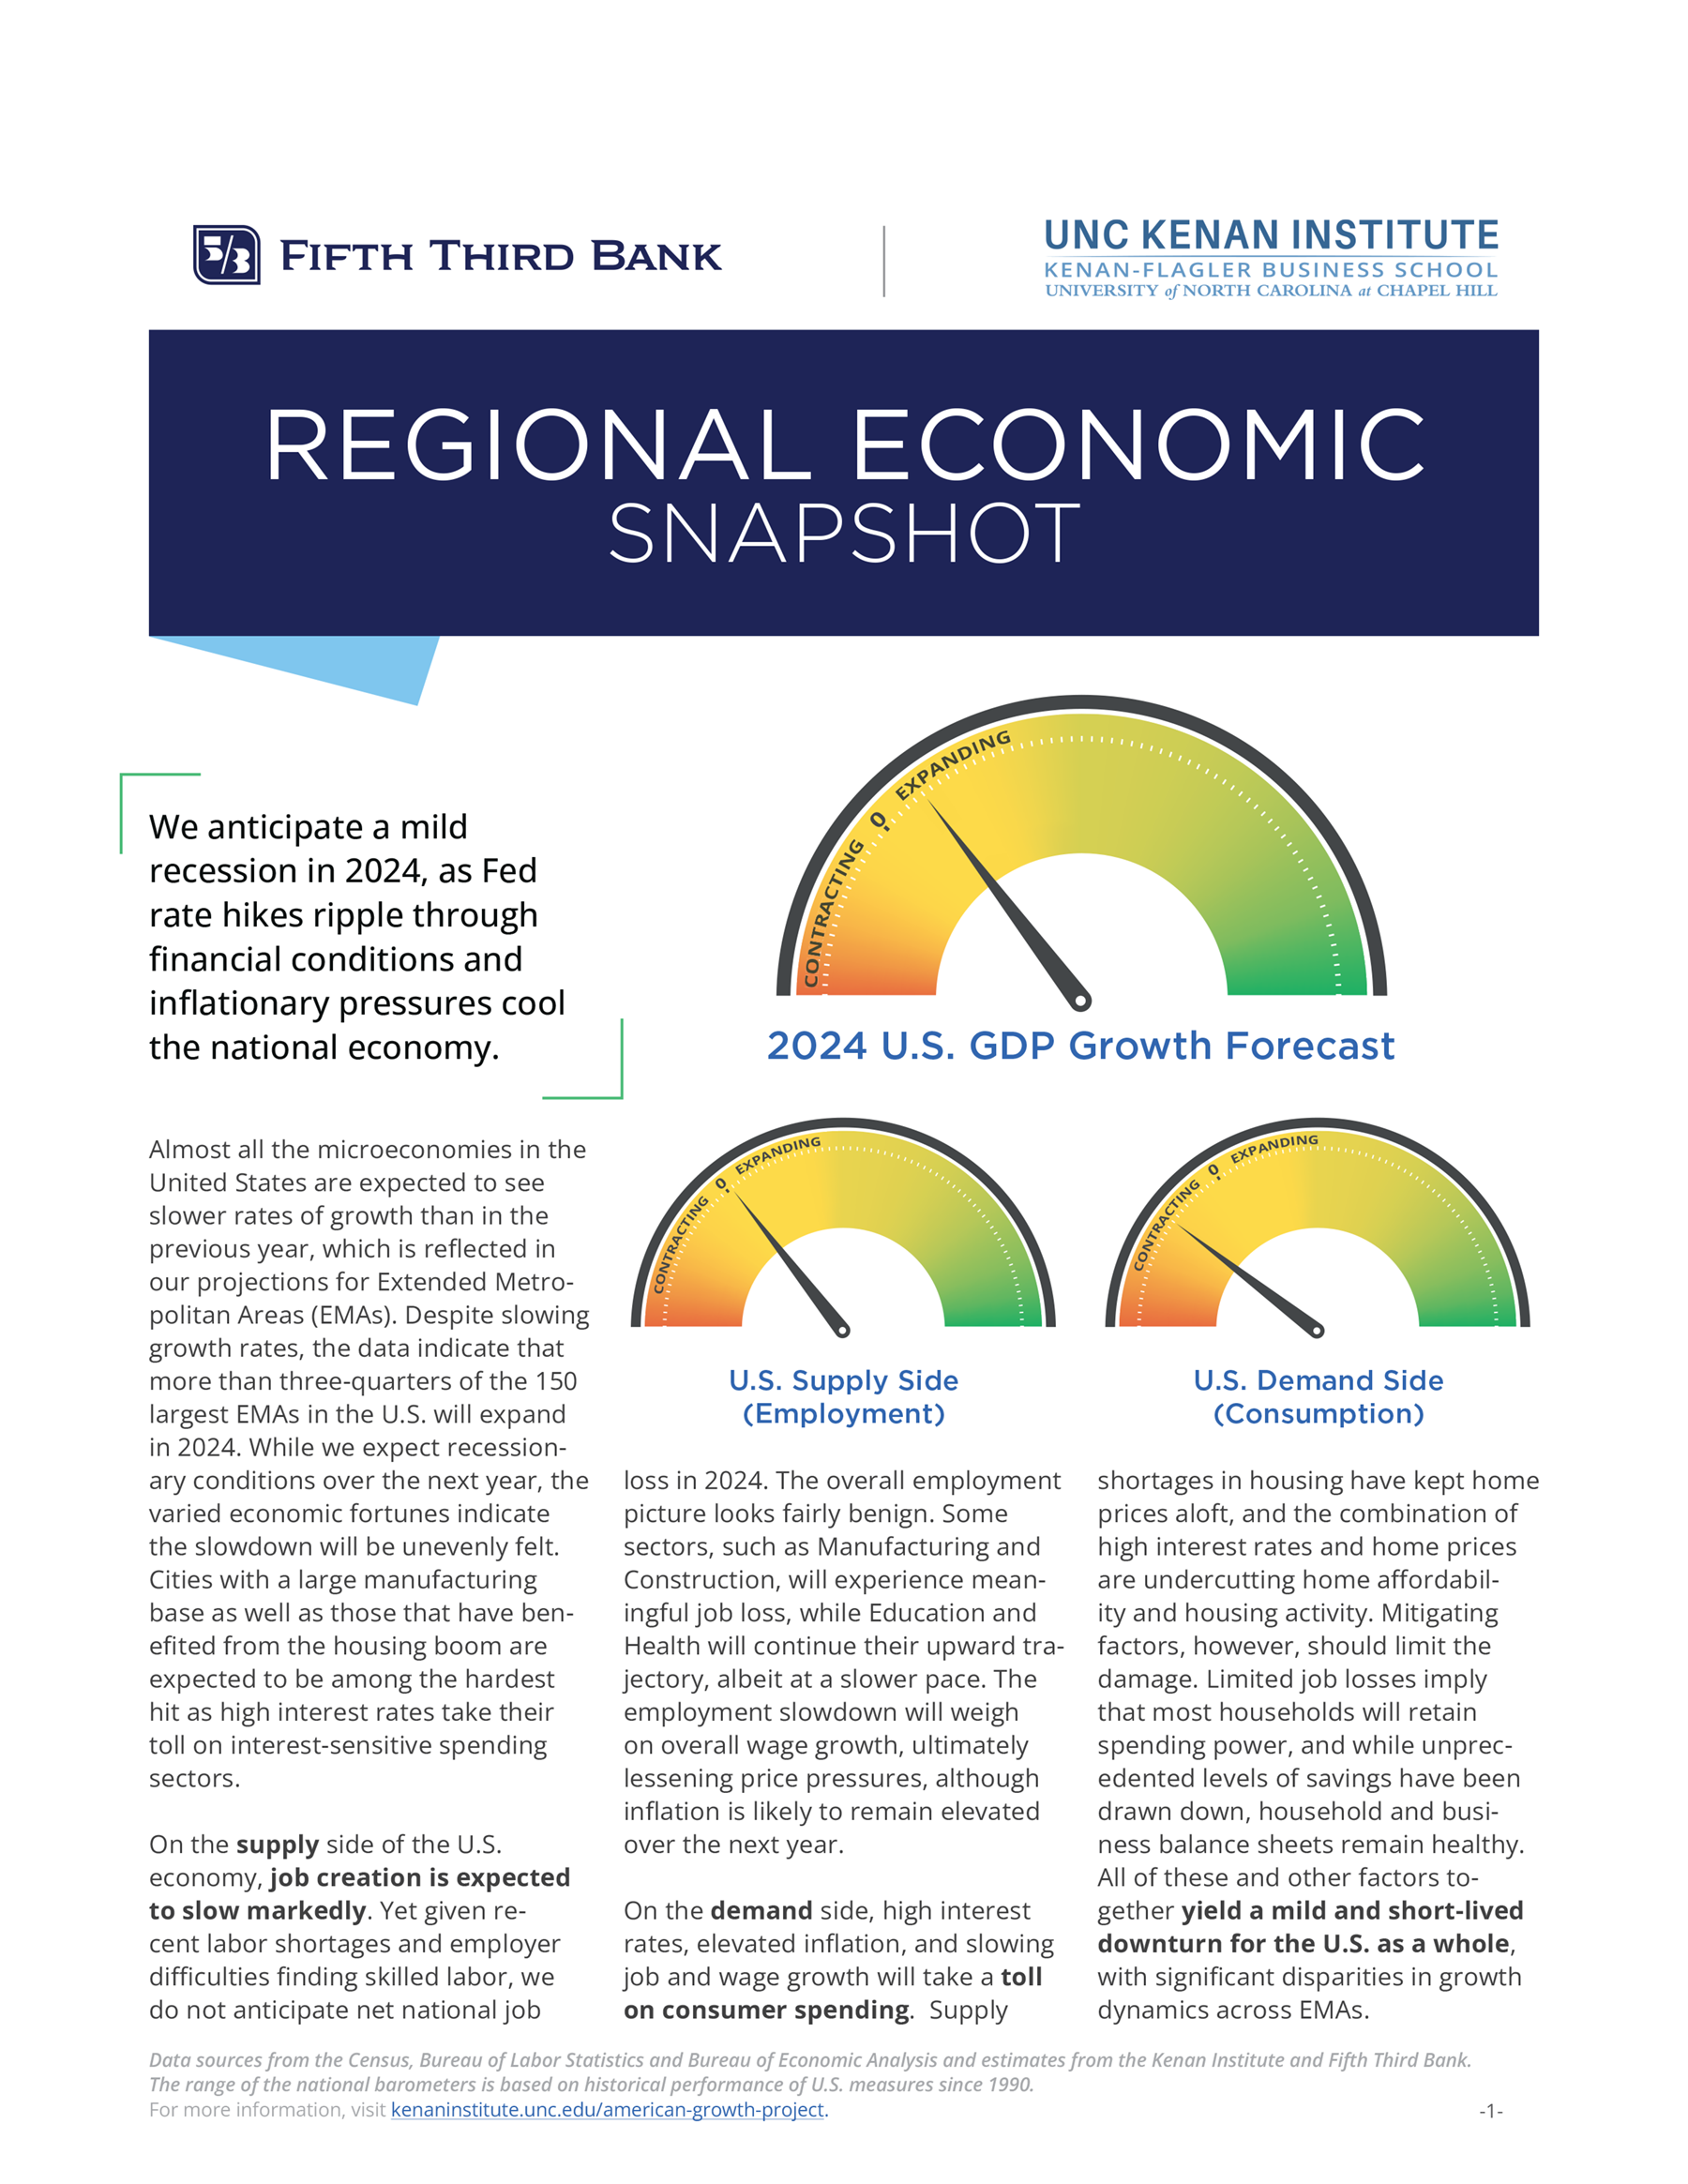 5/3 FIFTH THIRD BANK
UNC KENAN INSTITUTE
KENAN-FLAGLER BUSINESS SCHOOL
UNIVERSITY of NORTH CAROLINA at CHAPEL HILL
REGIONAL ECONOMIC
SNAPSHOT
We anticipate a mild
recession in 2024, as Fed
rate hikes ripple through
financial conditions and
inflationary pressures cool
the national economy.
CONTRACTING 0 EXPANDING
2024 U.S. GDP Growth Forecast
CONTRACTING 0 EXPANDING
U.S. Supply Side
(Employment)
CONTRACTING 0 EXPANDING
U.S. Demand Side
(Consumption)
Almost all the microeconomies in the
United States are expected to see
slower rates of growth than in the
previous year, which is reflected in
our projections for Extended Metro-
politan Areas (EMAs). Despite slowing
growth rates, the data indicate that
more than three-quarters of the 150
largest EMAs in the U.S. will expand
in 2024. While we expect recession-
ary conditions over the next year, the
varied economic fortunes indicate
the slowdown will be unevenly felt.
Cities with a large manufacturing
base as well as those that have ben-
efited from the housing boom are
expected to be among the hardest
hit as high interest rates take their
toll on interest-sensitive spending
sectors.
On the supply side of the U.S.
economy, job creation is expected
to slow markedly. Yet given re-
cent labor shortages and employer
difficulties finding skilled labor, we
do not anticipate net national job
loss in 2024. The overall employment
picture looks fairly benign. Some
sectors, such as Manufacturing and
Construction, will experience mean-
ingful job loss, while Education and
Health will continue their upward tra-
jectory, albeit at a slower pace. The
employment slowdown will weigh
on overall wage growth, ultimately
lessening price pressures, although
inflation is likely to remain elevated
over the next year.
On the demand side, high interest
rates, elevated inflation, and slowing
job and wage growth will take a toll
on consumer spending. Supply
shortages in housing have kept home
prices aloft, and the combination of
high interest rates and home prices
are undercutting home affordabil-
ity and housing activity. Mitigating
factors, however, should limit the
damage. Limited job losses imply
that most households will retain
spending power, and while unprec-
edented levels of savings have been
drawn down, household and busi-
ness balance sheets remain healthy.
All of these and other factors to-
gether yield a mild and short-lived
downturn for the U.S. as a whole,
with significant disparities in growth
dynamics across EMAs.
Data sources from the Census, Bureau of Labor Statistics and Bureau of Economic Analysis and estimates from the Kenan Institute and Fifth Third Bank.
The range of the national barometers is based on historical performance of U.S. measures since 1990.
For more information, visit kenaninstitute.unc.edu/american-growth-project.
-1-